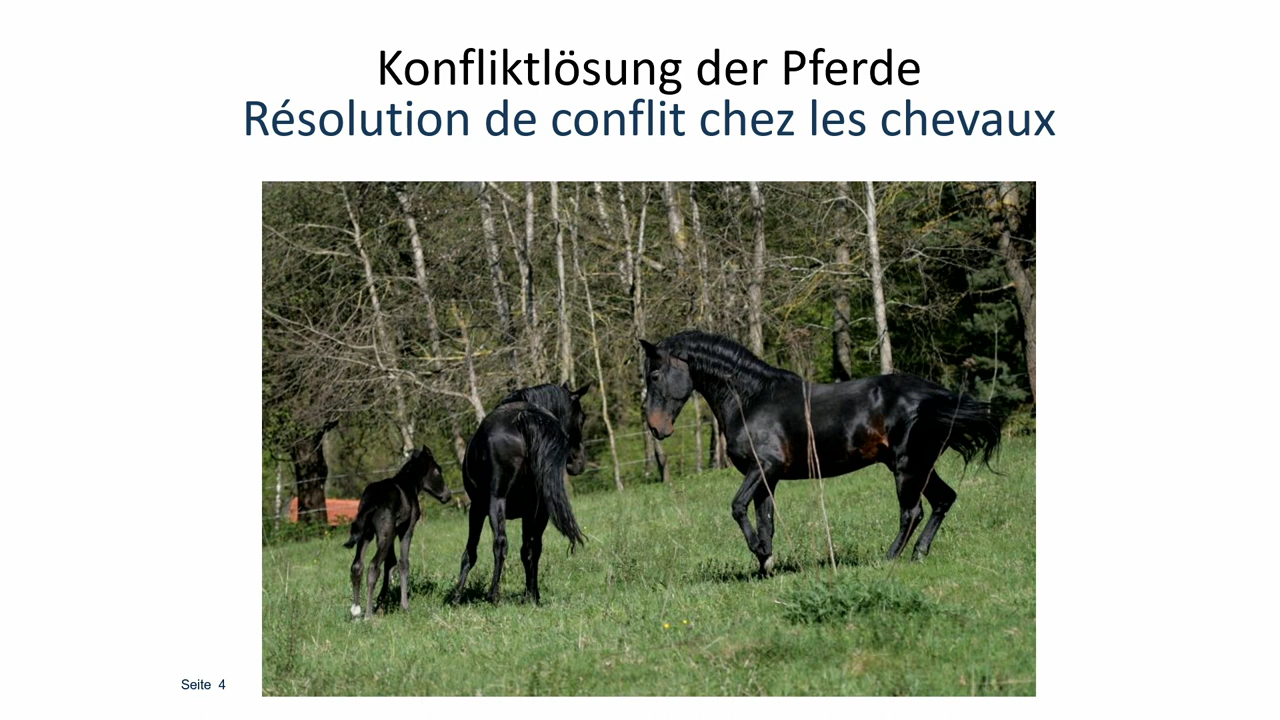 Konfliktlösung der Pferde
Résolution de conflit chez les chevaux
Seite 4